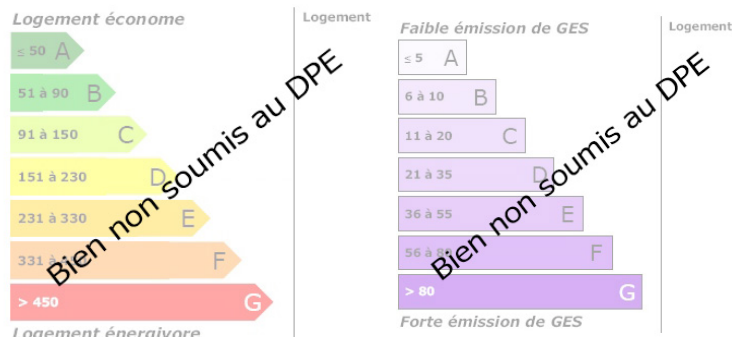 Logement économe
Logement
≤ 50 A
51 à 90 B
91 à 150 C
151 à 230 D
231 à 330 E
331 F
> 450 G
Logement énergivore
Bien non soumis au DPE
Faible émission de GES
Logement
≤ 5 A
6 à 10 B
11 à 20 C
21 à 35 D
36 à 55 E
56 à 80 F
> 80 G
Forte émission de GES
Bien non soumis au DPE